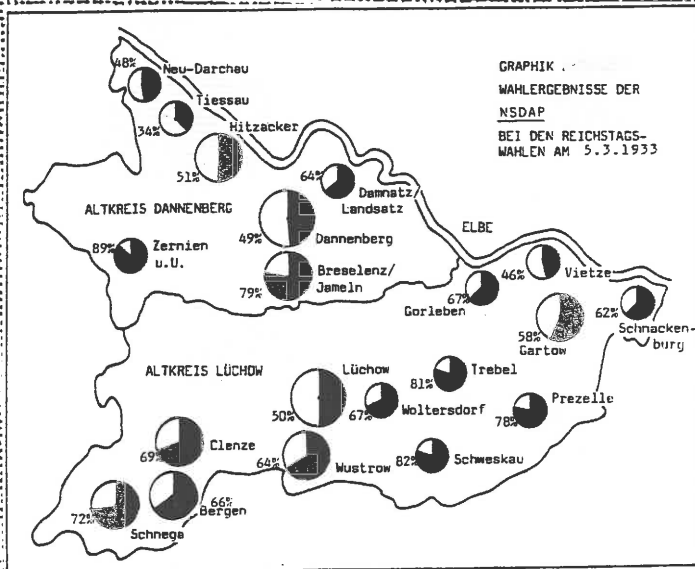 GRAPHIK .
WAHLERGEBNISSE DER
NSDAP
BEI DEN REICHSTAGS-
WAHLEN AM 5.3.1933
48%
Neu-Darchau
Tiessau
34%
Hitzacker
51%
64%
Damnatz/
Landsatz
ALTKREIS DANNENBERG
49%
Dannenberg
ELBE
89%
Zernien
u.U.
Breselenz/
Jameln
79%
46%
Vietze
67%
Gorleben
62%
Schnacken-
burg
58%
Gartow
ALTKREIS LÜCHOW
Lüchow
50%
81%
Trebel
67%
Woltersdorf
Prezelle
78%
Clenze
69%
64%
Wustrow
82%
Schweskau
72%
Schnega
66%
Bergen